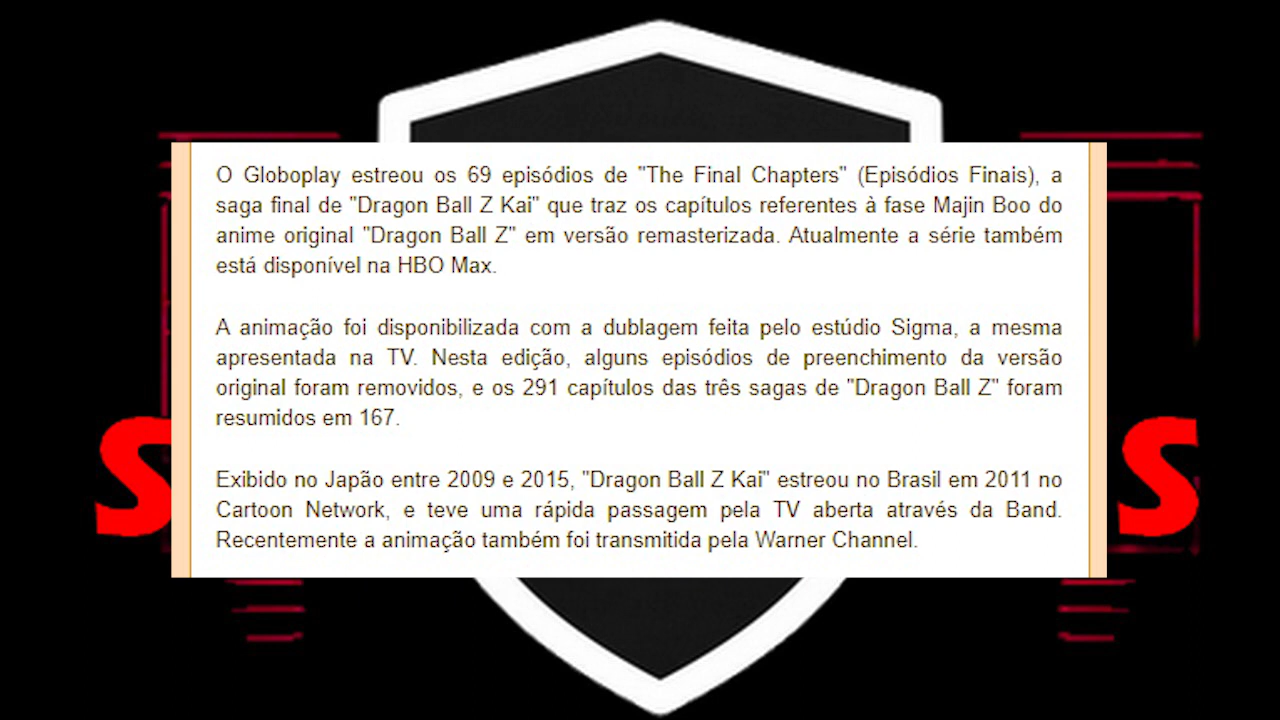 O Globoplay estreou os 69 episódios de "The Final Chapters" (Episódios Finais), a
saga final de "Dragon Ball Z Kai" que traz os capítulos referentes à fase Majin Boo do
anime original "Dragon Ball Z" em versão remasterizada. Atualmente a série também
está disponível na HBO Max.
A animação foi disponibilizada com a dublagem feita pelo estúdio Sigma, a mesma
apresentada na TV. Nesta edição, alguns episódios de preenchimento da versão
original foram removidos, e os 291 capítulos das três sagas de "Dragon Ball Z" foram
resumidos em 167.
Exibido no Japão entre 2009 e 2015, "Dragon Ball Z Kai" estreou no Brasil em 2011 no
Cartoon Network, e teve uma rápida passagem pela TV aberta através da Band.
Recentemente a animação também foi transmitida pela Warner Channel.
S S